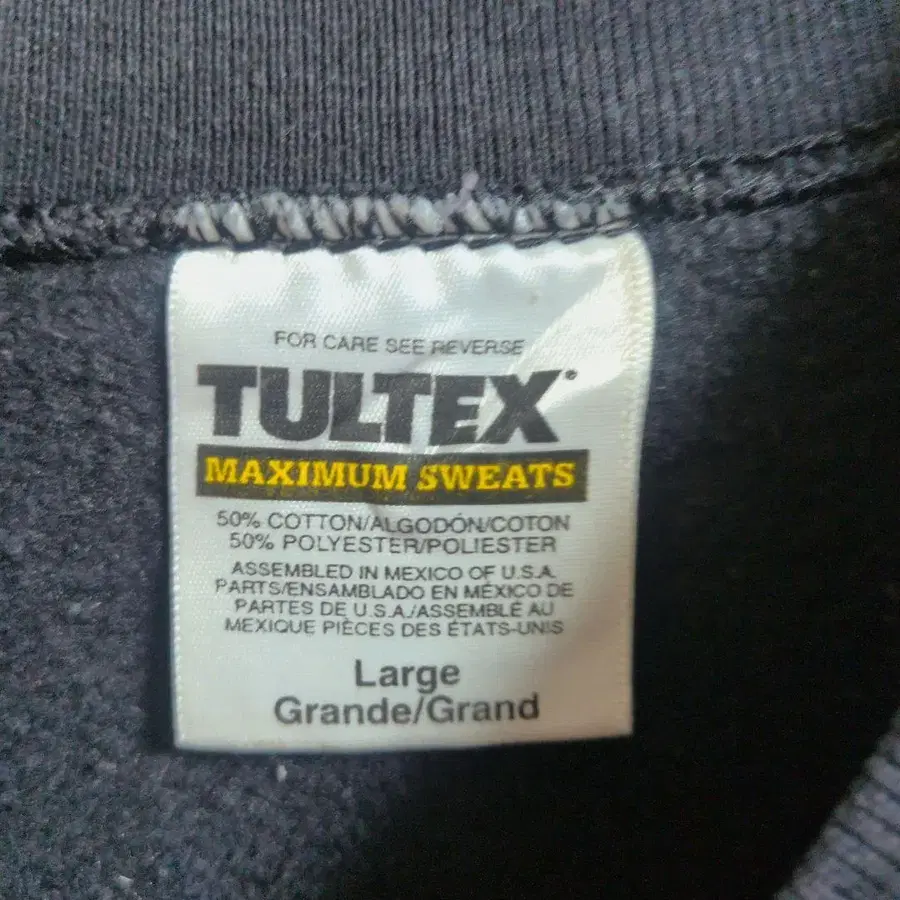 FOR CARE SEE REVERSE
TULTEX®
MAXIMUM SWEATS
50% COTTON/ALGODÓN/COTON
50% POLYESTER/POLIESTER
ASSEMBLED IN MEXICO OF U.S.A.
PARTS/ENSAMBLADO EN MÉXICO DE
PARTES DE U.S.A./ASSEMBLÉ AU
MEXIQUE PIÈCES DES ÉTATS-UNIS
Large
Grande/Grand